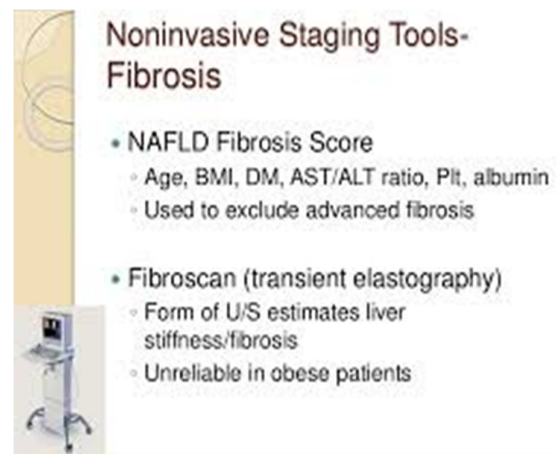 Noninvasive Staging Tools-
Fibrosis
• NAFLD Fibrosis Score
◦ Age, BMI, DM, AST/ALT ratio, Plt, albumin
◦ Used to exclude advanced fibrosis
• Fibroscan (transient elastography)
◦ Form of U/S estimates liver
stiffness/fibrosis
◦ Unreliable in obese patients